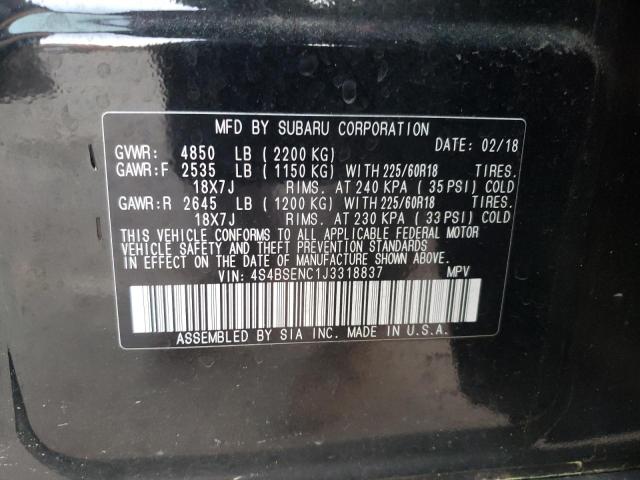 MFD BY SUBARU CORPORATION
GVWR: 4850 LB (2200 KG) DATE: 02/18
GAWR:F 2535 LB (1150 KG) WITH 225/60R18 TIRES.
18X7J RIMS. AT 240 KPA (35 PSI) COLD
GAWR:R 2645 LB (1200 KG) WITH 225/60R18 TIRES.
18X7J RIMS. AT 230 KPA (33 PSI) COLD
THIS VEHICLE CONFORMS TO ALL APPLICABLE FEDERAL MOTOR
VEHICLE SAFETY AND THEFT PREVENTION STANDARDS
IN EFFECT ON THE DATE OF MANUFACTURE SHOWN ABOVE.
VIN: 4S4BSENC1J3318837 MPV
ASSEMBLED BY SIA INC. MADE IN U.S.A.